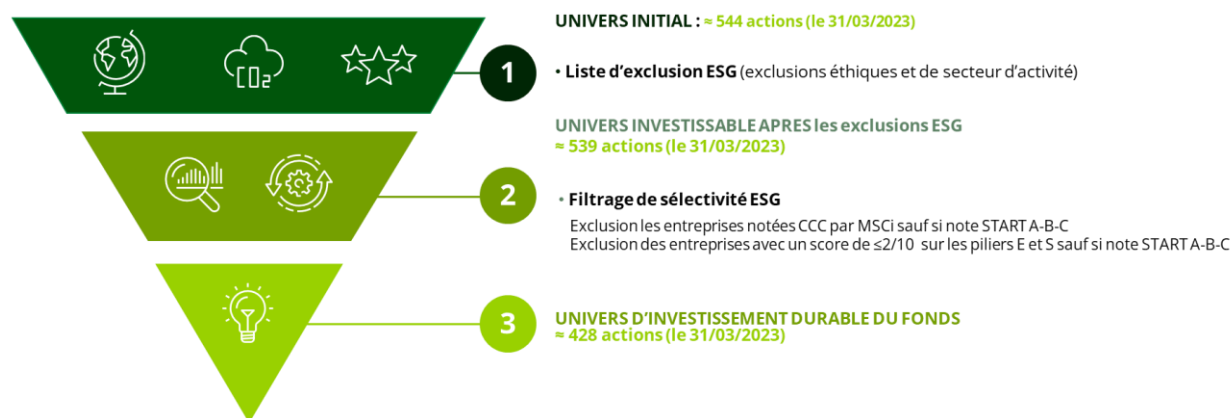 UNIVERS INITIAL : ≈ 544 actions (le 31/03/2023)
CO2
1
• Liste d'exclusion ESG (exclusions éthiques et de secteur d'activité)
UNIVERS INVESTISSABLE APRES les exclusions ESG
≈ 539 actions (le 31/03/2023)
2
• Filtrage de sélectivité ESG
Exclusion les entreprises notées CCC par MSCi sauf si note START A-B-C
Exclusion des entreprises avec un score de ≤2/10 sur les piliers E et S sauf si note START A-B-C
3
UNIVERS D'INVESTISSEMENT DURABLE DU FONDS
≈ 428 actions (le 31/03/2023)